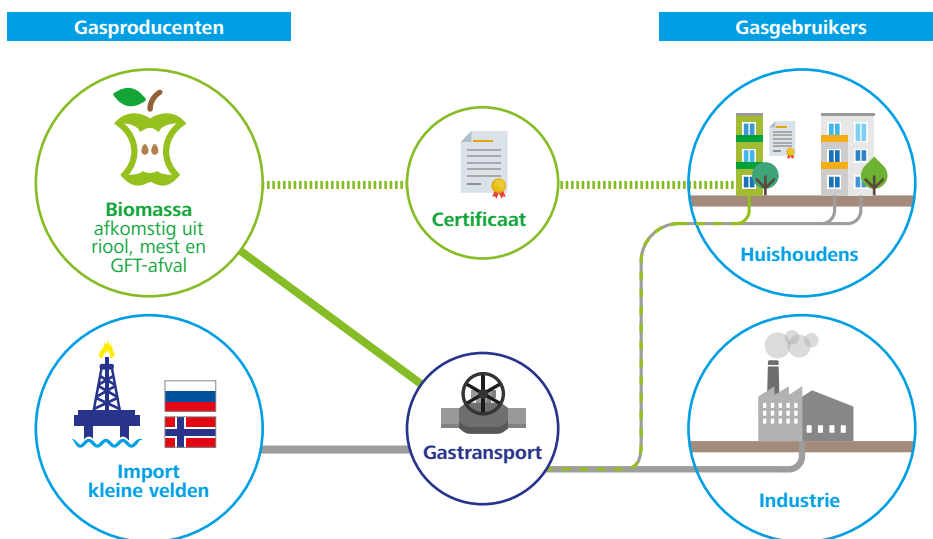 Gasproducenten
Gasgebruikers
Biomassa
afkomstig uit
riool, mest en
GFT-afval
Certificaat
Huishoudens
Import
kleine velden
Gastransport
Industrie